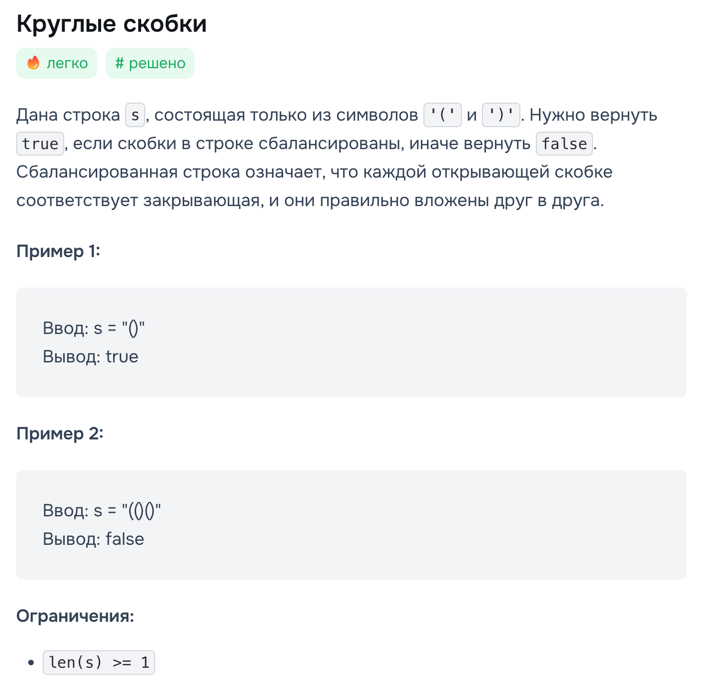 Круглые скобки
🔥 легко # решено
Дана строка s, состоящая только из символов '(' и ')'. Нужно вернуть
true, если скобки в строке сбалансированы, иначе вернуть false.
Сбалансированная строка означает, что каждой открывающей скобке
соответствует закрывающая, и они правильно вложены друг в друга.
Пример 1:
Ввод: s = "()"
Вывод: true
Пример 2:
Ввод: s = "(()()"
Вывод: false
Ограничения:
• len(s) >= 1